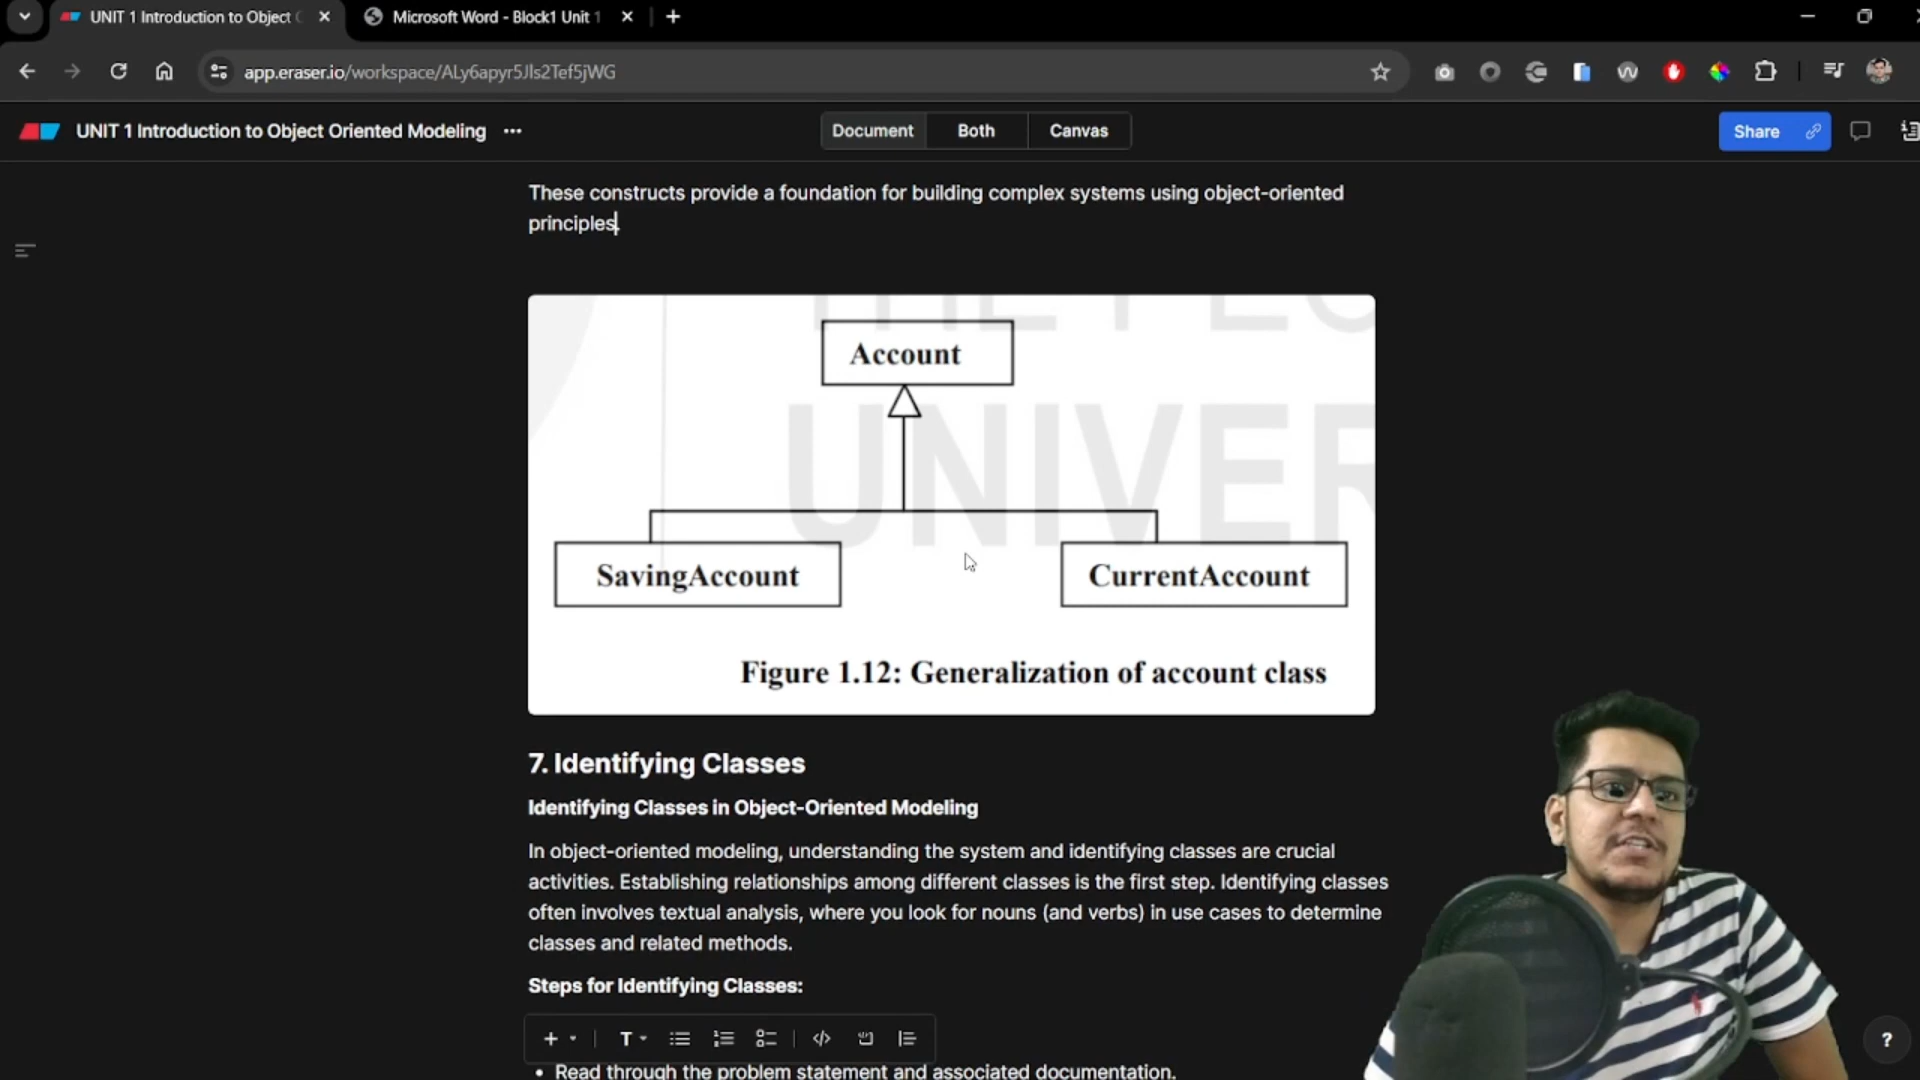 UNIT 1 Introduction to Object
Microsoft Word - Block1 Unit 1
app.eraser.io/workspace/ALy6apyr5Jls2Tef5jWG
UNIT 1 Introduction to Object Oriented Modeling
Document
Both
Canvas
Share
These constructs provide a foundation for building complex systems using object-oriented
principles.
UNIVER
Account
SavingAccount
CurrentAccount
Figure 1.12: Generalization of account class
7. Identifying Classes
Identifying Classes in Object-Oriented Modeling
In object-oriented modeling, understanding the system and identifying classes are crucial
activities. Establishing relationships among different classes is the first step. Identifying classes
often involves textual analysis, where you look for nouns (and verbs) in use cases to determine
classes and related methods.
Steps for Identifying Classes:
T
• Read through the problem statement and associated documentation.
?